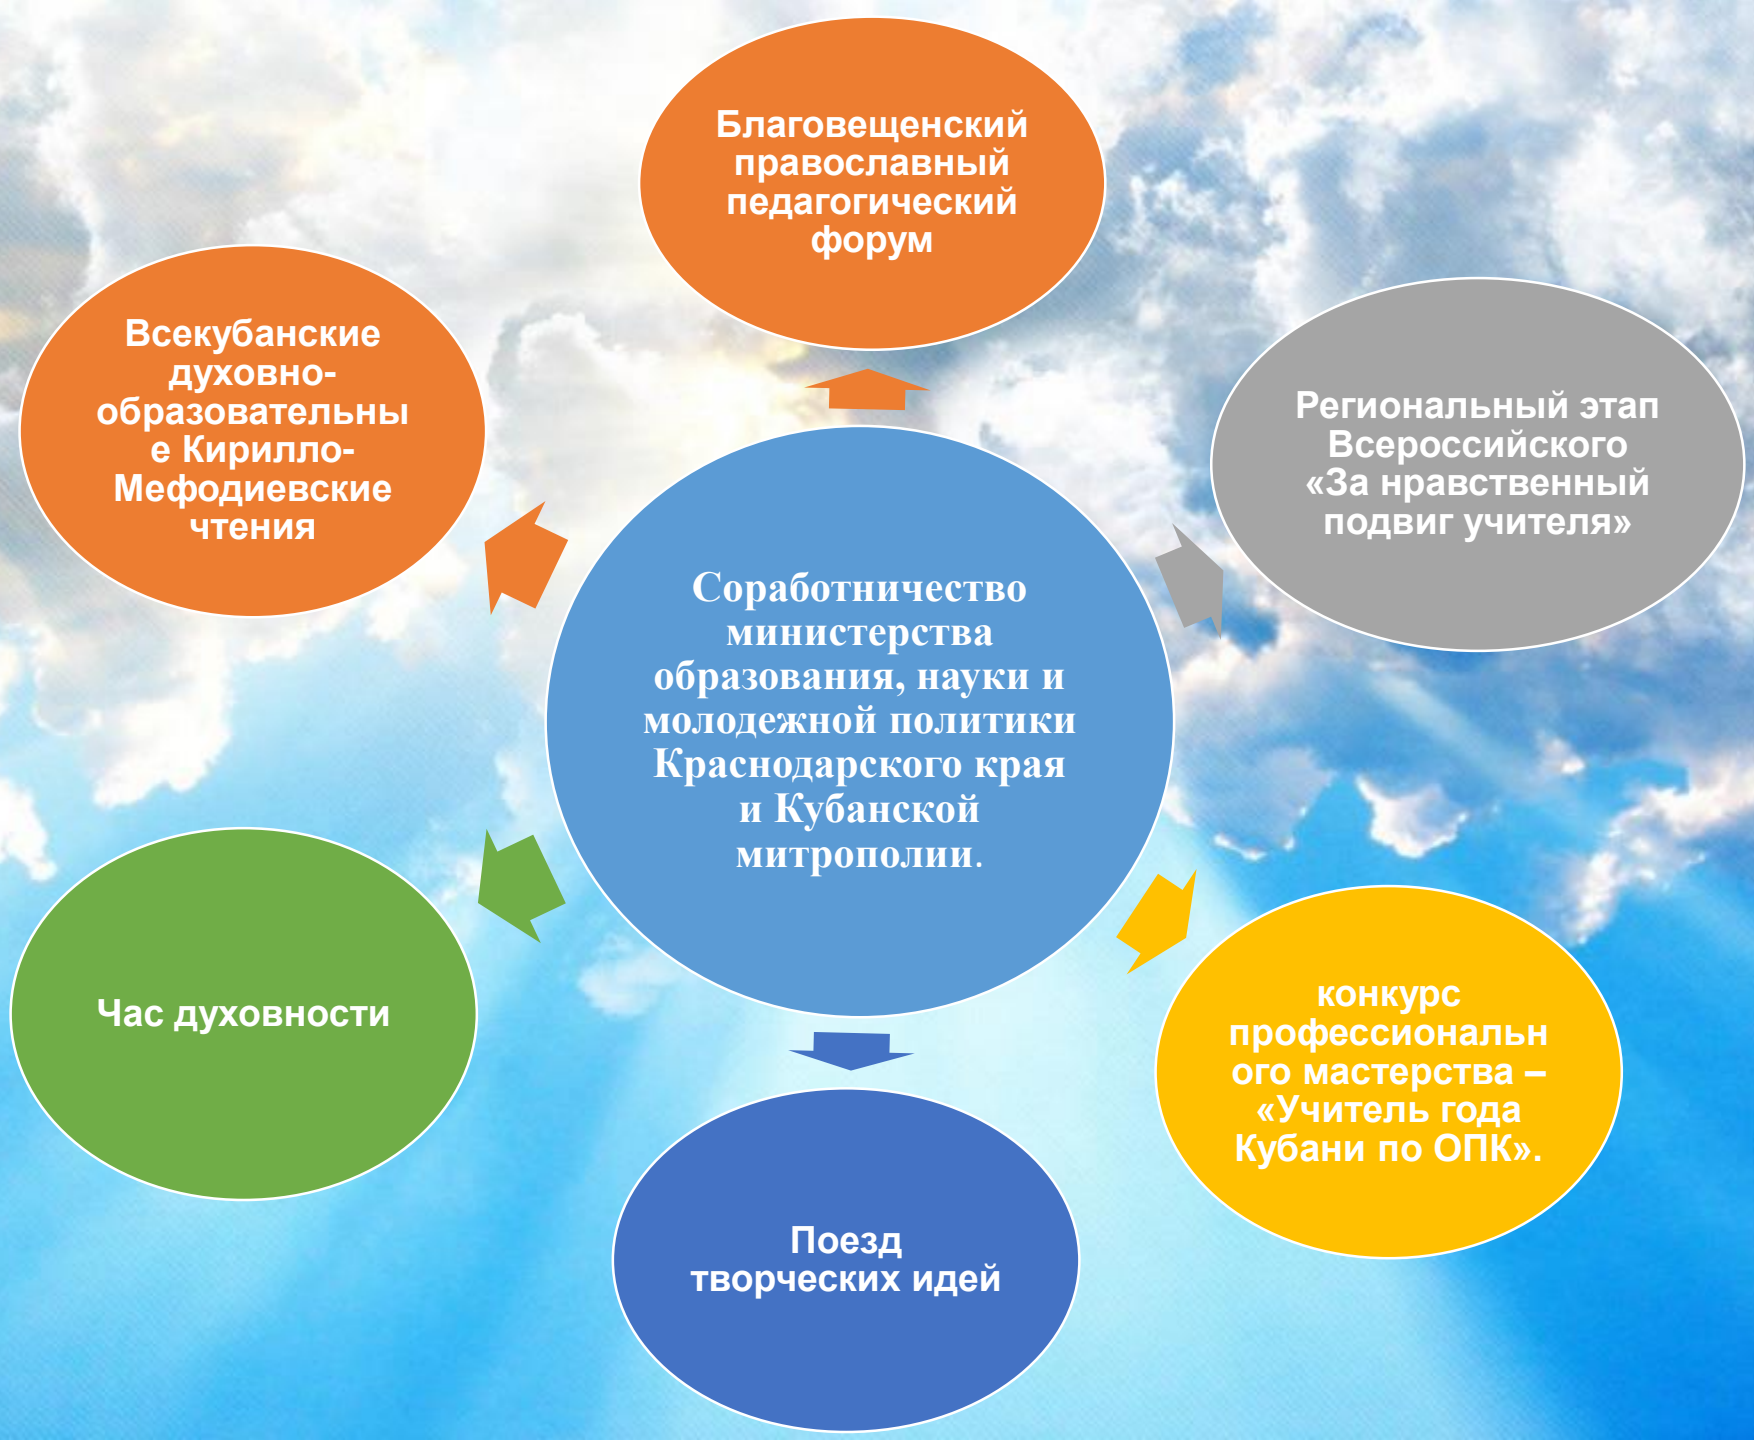 Благовещенский
православный
педагогический
форум
Всекубанские
духовно-
образовательны
е Кирилло-
Мефодиевские
чтения
Региональный этап
Всероссийского
«За нравственный
подвиг учителя»
Соработничество
министерства
образования, науки и
молодежной политики
Краснодарского края
и Кубанской
митрополии.
Час духовности
конкурс
профессиональн
ого мастерства –
«Учитель года
Кубани по ОПК».
Поезд
творческих идей